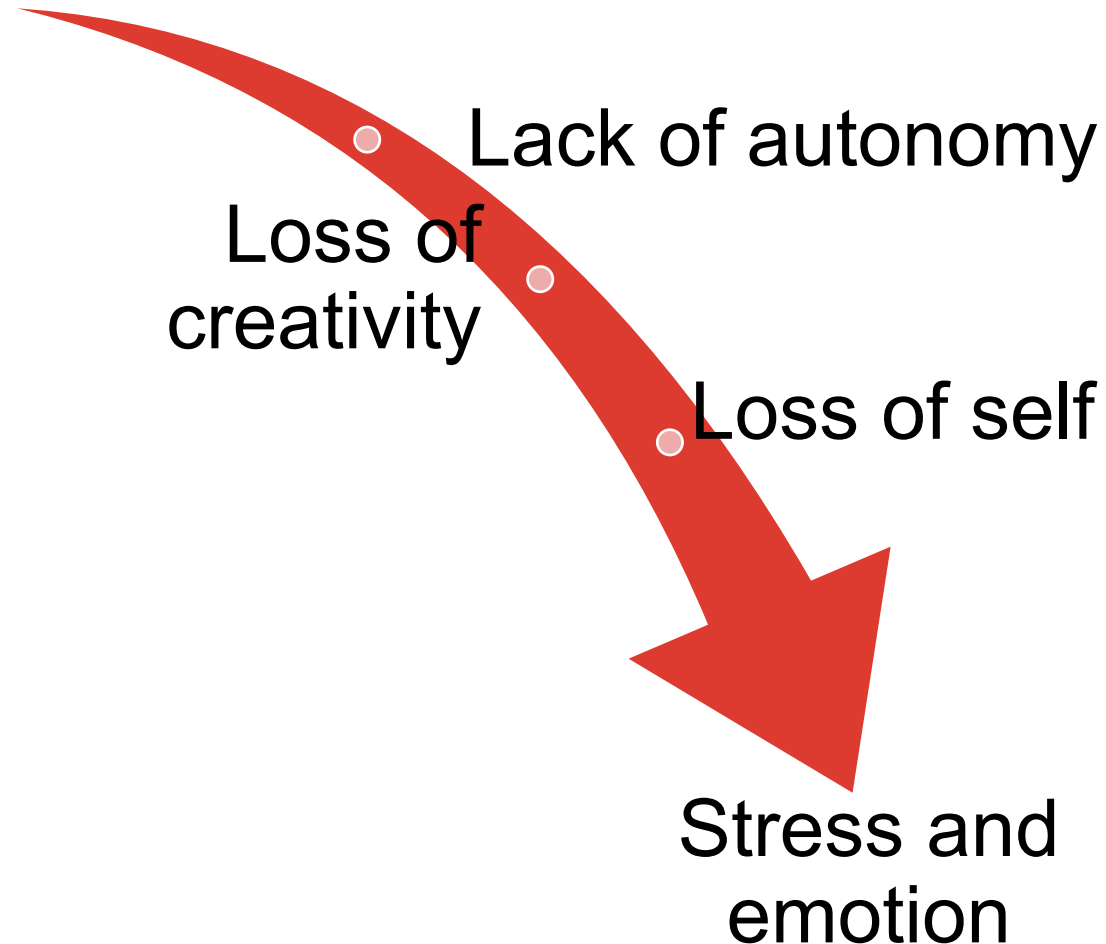 Lack of autonomy
Loss of
creativity
Loss of self
Stress and
emotion